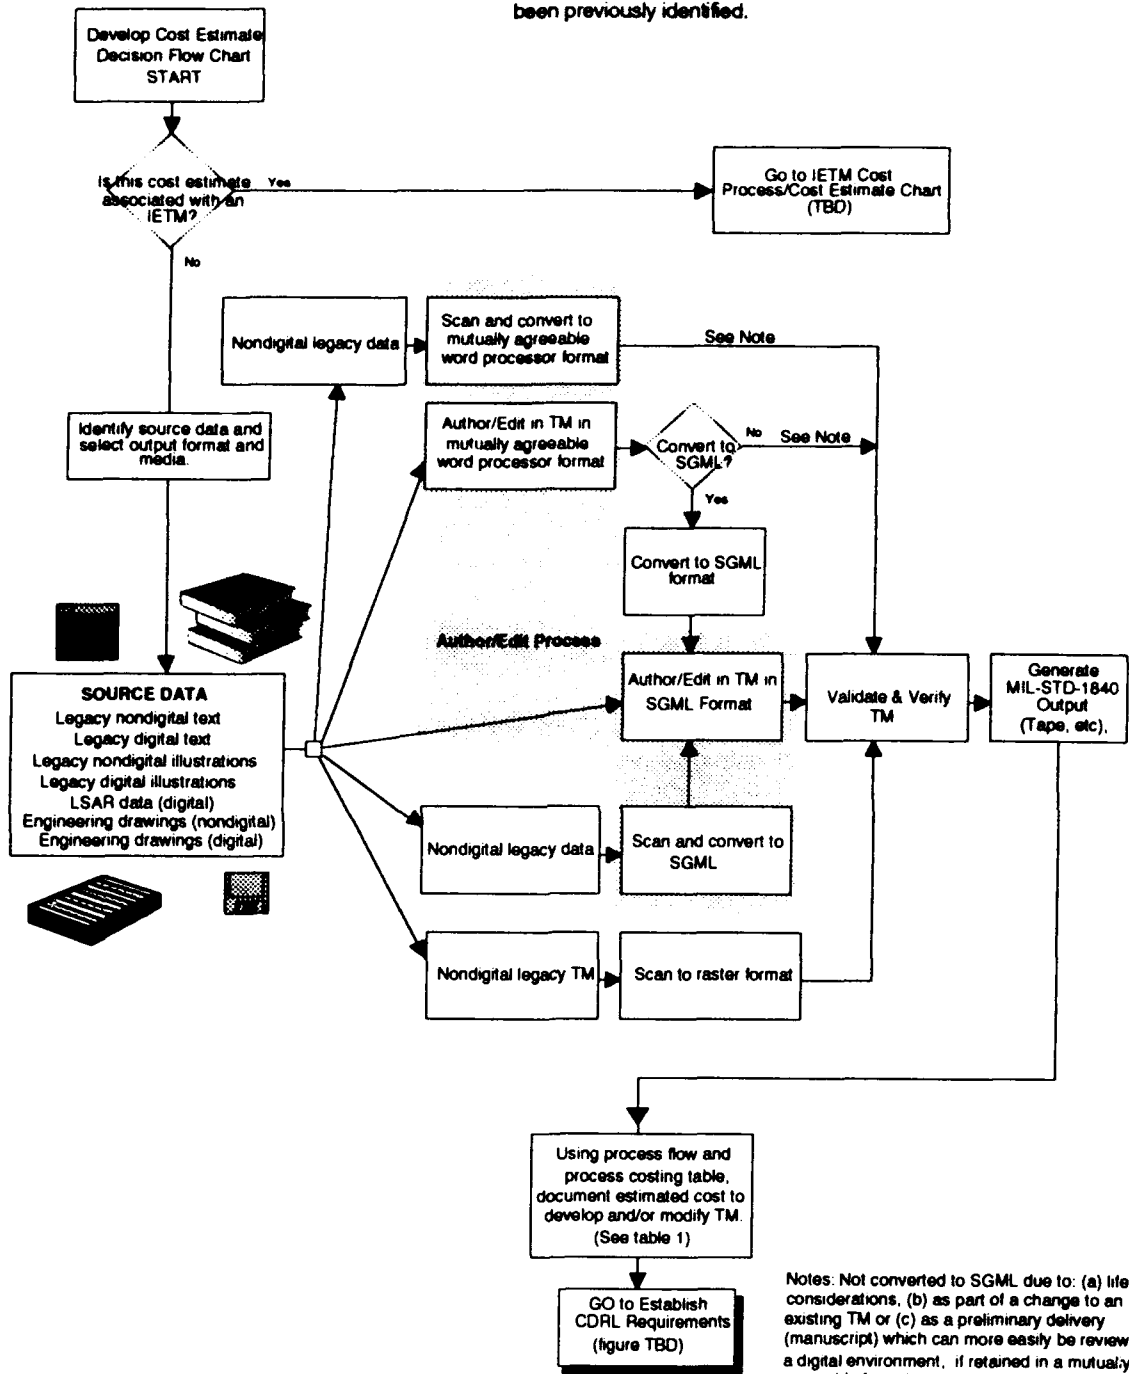 been previously identified.
Develop Cost Estimate
Decision Flow Chart
START
Is this cost estimate
associated with an
IETM?
Yes
Go to IETM Cost
Process/Cost Estimate Chart
(TBD)
No
Nondigital legacy data
Scan and convert to
mutually agreeable
word processor format
See Note
Identify source data and
select output format and
media.
Author/Edit in TM in
mutually agreeable
word processor format
Convert to
SGML?
No
See Note
Yes
Convert to SGML
format
Author/Edit Process
SOURCE DATA
Legacy nondigital text
Legacy digital text
Legacy nondigital illustrations
Legacy digital illustrations
LSAR data (digital)
Engineering drawings (nondigital)
Engineering drawings (digital)
Author/Edit in TM in
SGML Format
Validate & Verify
TM
Generate
MIL-STD-1840
Output
(Tape, etc),
Nondigital legacy data
Scan and convert to
SGML
Nondigital legacy TM
Scan to raster format
Using process flow and
process costing table,
document estimated cost to
develop and/or modify TM.
(See table 1)
GO to Establish
CDRL Requirements
(figure TBD)
Notes: Not converted to SGML due to: (a) life
considerations, (b) as part of a change to an
existing TM or (c) as a preliminary delivery
(manuscript) which can more easily be review
a digital environment, if retained in a mutually